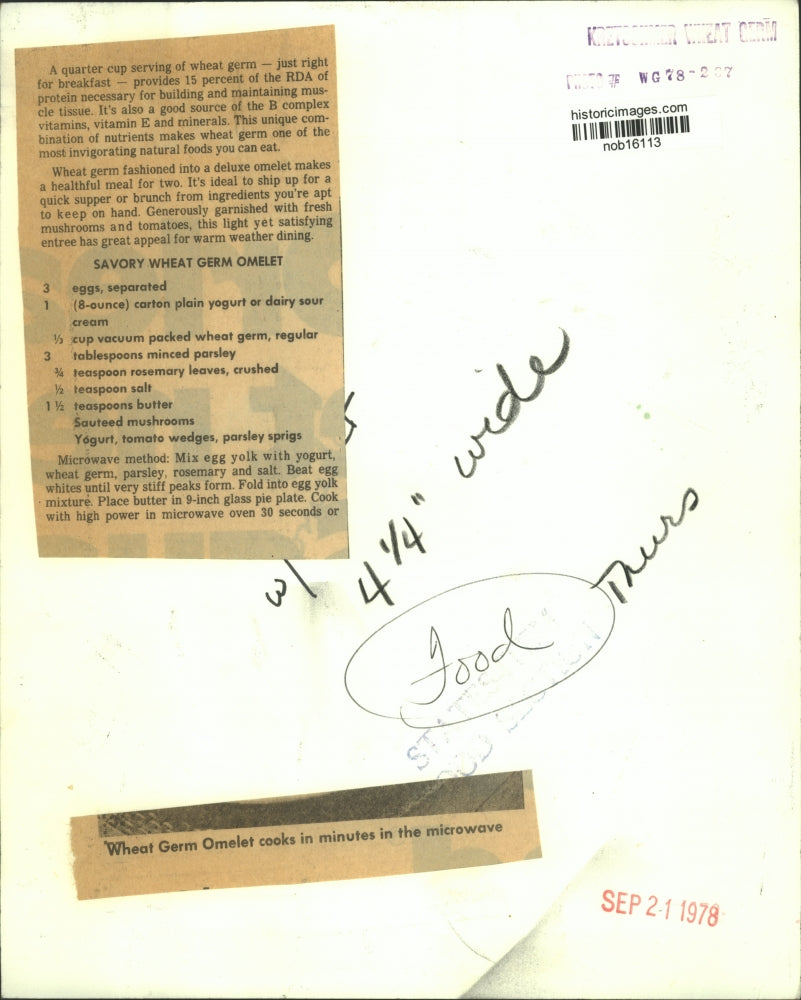 KRETSCHMER WHEAT GERM
PHOTO # WG 78-237
historicimages.com
nob16113
A quarter cup serving of wheat germ — just right
for breakfast — provides 15 percent of the RDA of
protein necessary for building and maintaining mus-
cle tissue. It's also a good source of the B complex
vitamins, vitamin E and minerals. This unique com-
bination of nutrients makes wheat germ one of the
most invigorating natural foods you can eat.
Wheat germ fashioned into a deluxe omelet makes
a healthful meal for two. It's ideal to ship up for a
quick supper or brunch from ingredients you're apt
to keep on hand. Generously garnished with fresh
mushrooms and tomatoes, this light yet satisfying
entree has great appeal for warm weather dining.
SAVORY WHEAT GERM OMELET
3 eggs, separated
1 (8-ounce) carton plain yogurt or dairy sour
cream
⅓ cup vacuum packed wheat germ, regular
3 tablespoons minced parsley
¾ teaspoon rosemary leaves, crushed
½ teaspoon salt
1 ½ teaspoons butter
Sauteed mushrooms
Yogurt, tomato wedges, parsley sprigs
Microwave method: Mix egg yolk with yogurt,
wheat germ, parsley, rosemary and salt. Beat egg
whites until very stiff peaks form. Fold into egg yolk
mixture. Place butter in 9-inch glass pie plate. Cook
with high power in microwave oven 30 seconds or
w/
4 1/4" wide
Food
Thurs
Wheat Germ Omelet cooks in minutes in the microwave
SEP 21 1978